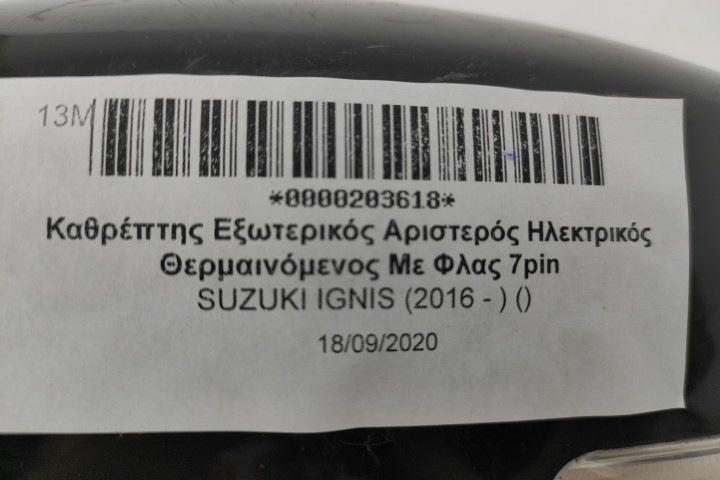 13M
*0000203618*
Καθρέπτης Εξωτερικός Αριστερός Ηλεκτρικός
Θερμαινόμενος Με Φλας 7pin
SUZUKI IGNIS (2016 - ) ()
18/09/2020